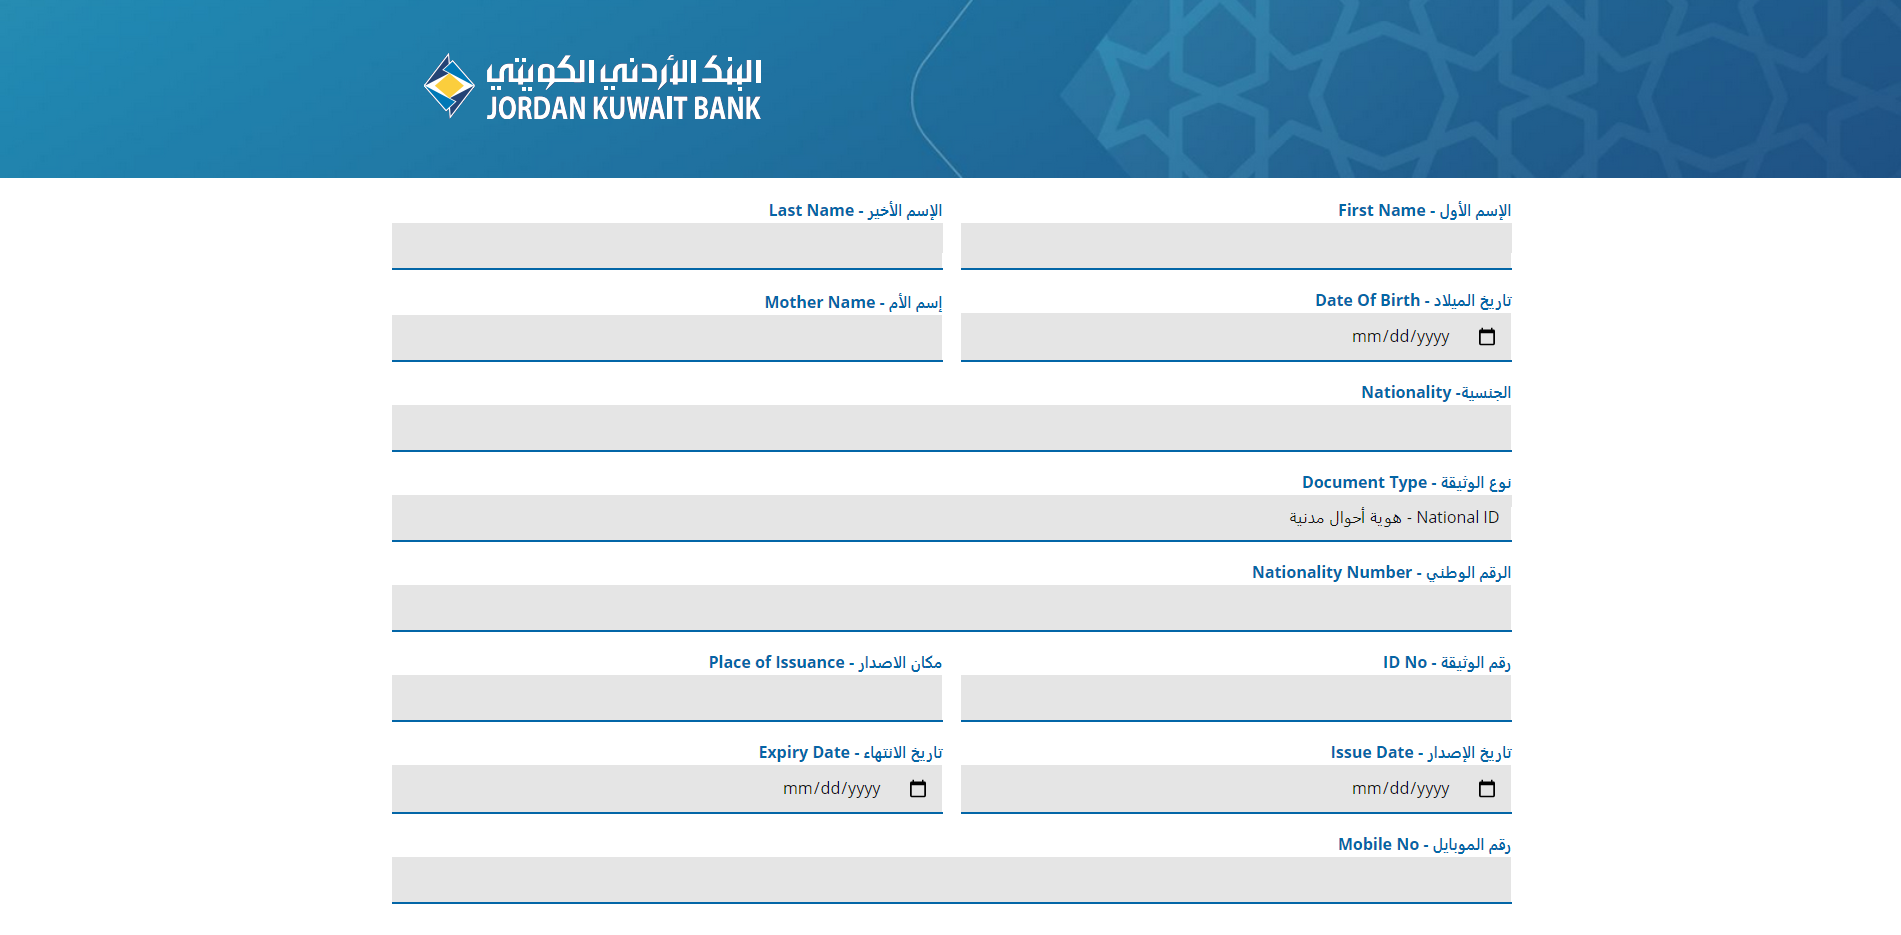 البنك الأردني الكويتي
JORDAN KUWAIT BANK
الإسم الأول - First Name
الإسم الأخير - Last Name
تاريخ الميلاد - Date Of Birth
mm/dd/yyyy
إسم الأم - Mother Name
الجنسية- Nationality
نوع الوثيقة - Document Type
National ID - هوية أحوال مدنية
الرقم الوطني - Nationality Number
رقم الوثيقة - ID No
مكان الاصدار - Place of Issuance
تاريخ الإصدار - Issue Date
mm/dd/yyyy
تاريخ الانتهاء - Expiry Date
mm/dd/yyyy
رقم الموبايل - Mobile No